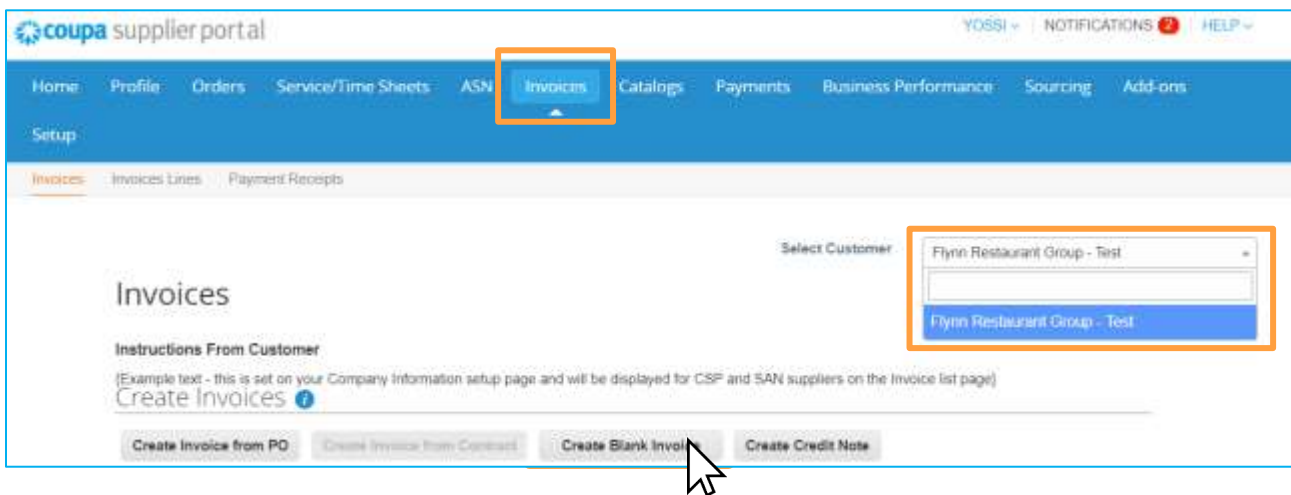 coupa supplier portal YOSSI NOTIFICATIONS 2 HELP
Home Profile Orders Service/Time Sheets ASN Invoices Catalogs Payments Business Performance Sourcing Add-ons
Setup
Invoices Invoices Lines Payment Receipts
Select Customer Flynn Restaurant Group - Test
Flynn Restaurant Group - Test
Invoices
Instructions From Customer
(Example text - this is set on your Company Information setup page and will be displayed for CSP and SAN suppliers on the Invoice list page)
Create Invoices i
Create Invoice from PO Create Invoice from Contract Create Blank Invoi Create Credit Note